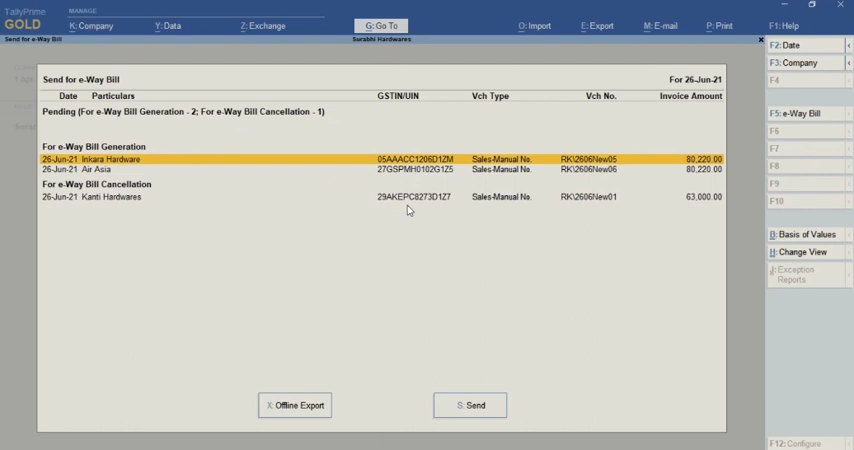 TallyPrime
MANAGE
GOLD
K: Company
Y: Data
Z: Exchange
G: Go To
O: Import
E: Export
M: E-mail
P: Print
F1: Help
Send for e-Way Bill
Surabhi Hardwares
F2: Date
F3: Company
F4
F5: e-Way Bill
F6
F7
F8
F9
F10
B: Basis of Values
H: Change View
J: Exception
Reports
F12: Configure
Send for e-Way Bill For 26-Jun-21
Date Particulars GSTIN/UIN Vch Type Vch No. Invoice Amount
Pending (For e-Way Bill Generation - 2; For e-Way Bill Cancellation - 1)
For e-Way Bill Generation
26-Jun-21 Inkara Hardware 05AAACC1206D1ZM Sales-Manual No. RK\2606New05 80,220.00
26-Jun-21 Air Asia 27GSPMH0102G1Z5 Sales-Manual No. RK\2606New06 80,220.00
For e-Way Bill Cancellation
26-Jun-21 Kanti Hardwares 29AKEPC8273D1Z7 Sales-Manual No. RK\2606New01 63,000.00
X: Offline Export
S: Send